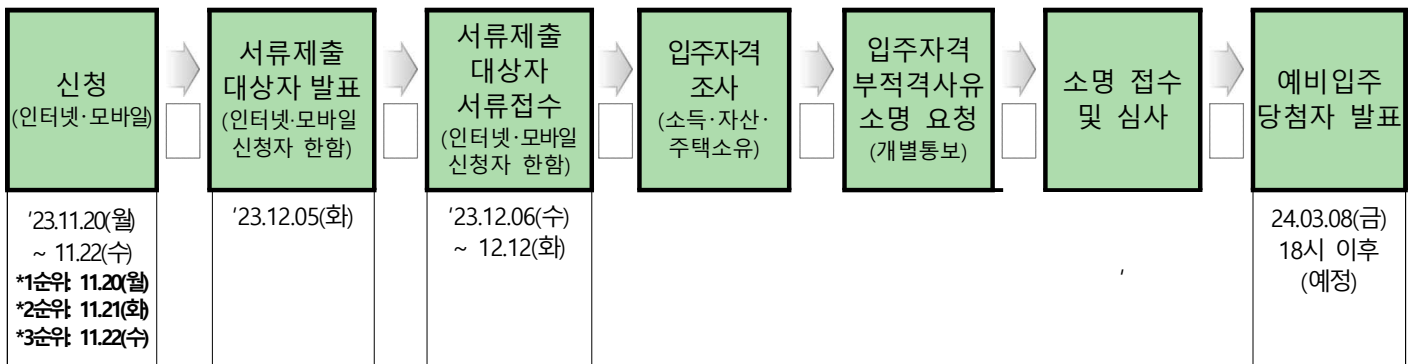 신청
(인터넷·모바일)
서류제출
대상자 발표
(인터넷·모바일
신청자 한함)
서류제출
대상자
서류접수
(인터넷·모바일
신청자 한함)
입주자격
조사
(소득·자산·
주택소유)
입주자격
부적격사유
소명 요청
(개별통보)
소명 접수
및 심사
예비입주
당첨자 발표
'23.11.20(월)
~ 11.22(수)
*1순위: 11.20(월)
*2순위: 11.21(화)
*3순위: 11.22(수)
'23.12.05(화)
'23.12.06(수)
~ 12.12(화)
'
24.03.08(금)
18시 이후
(예정)